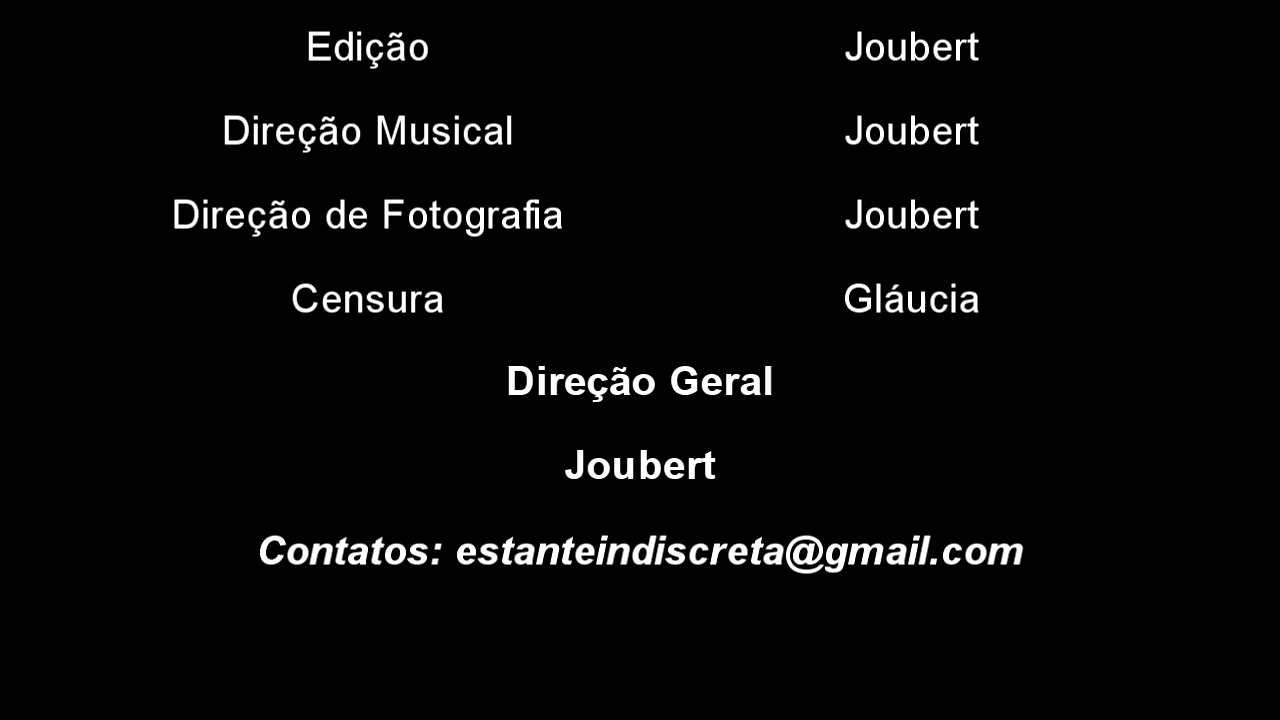 Edição Joubert
Direção Musical Joubert
Direção de Fotografia Joubert
Censura Gláucia
Direção Geral
Joubert
Contatos: estanteindiscreta@gmail.com